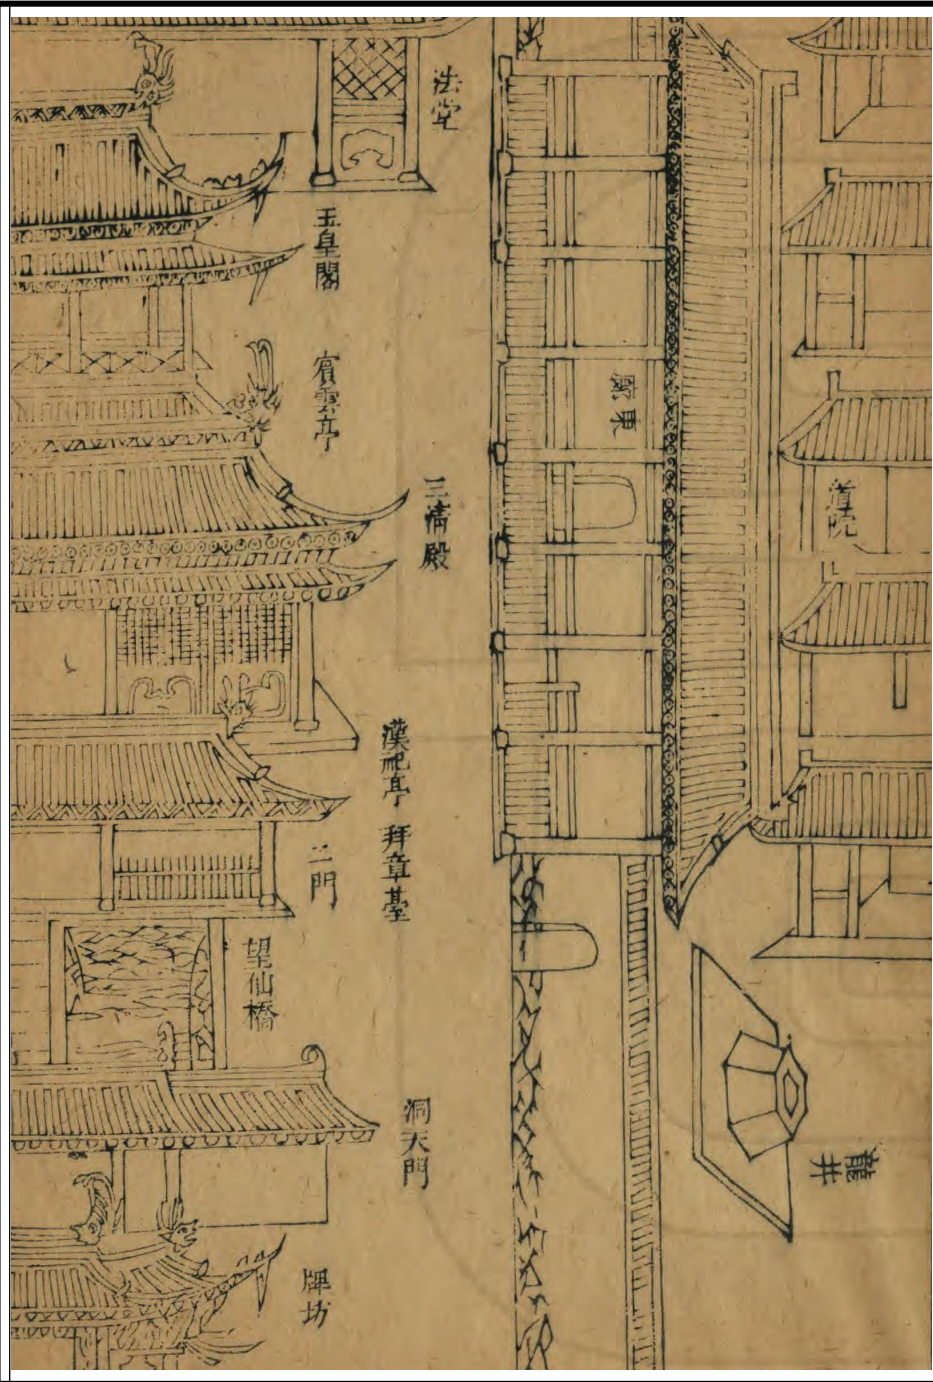 法堂
玉皇閣
賓雲亭
三清殿
漢祀亭 拜章臺
二門
望仙橋
洞天門
牌坊
東廊
道院
龍井